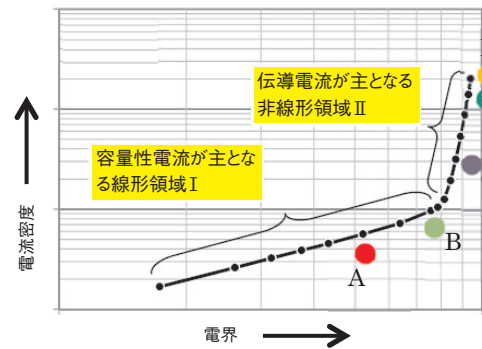 伝導電流が主となる
非線形領域Ⅱ
容量性電流が主とな
る線形領域Ⅰ
電流密度
A
B
電界